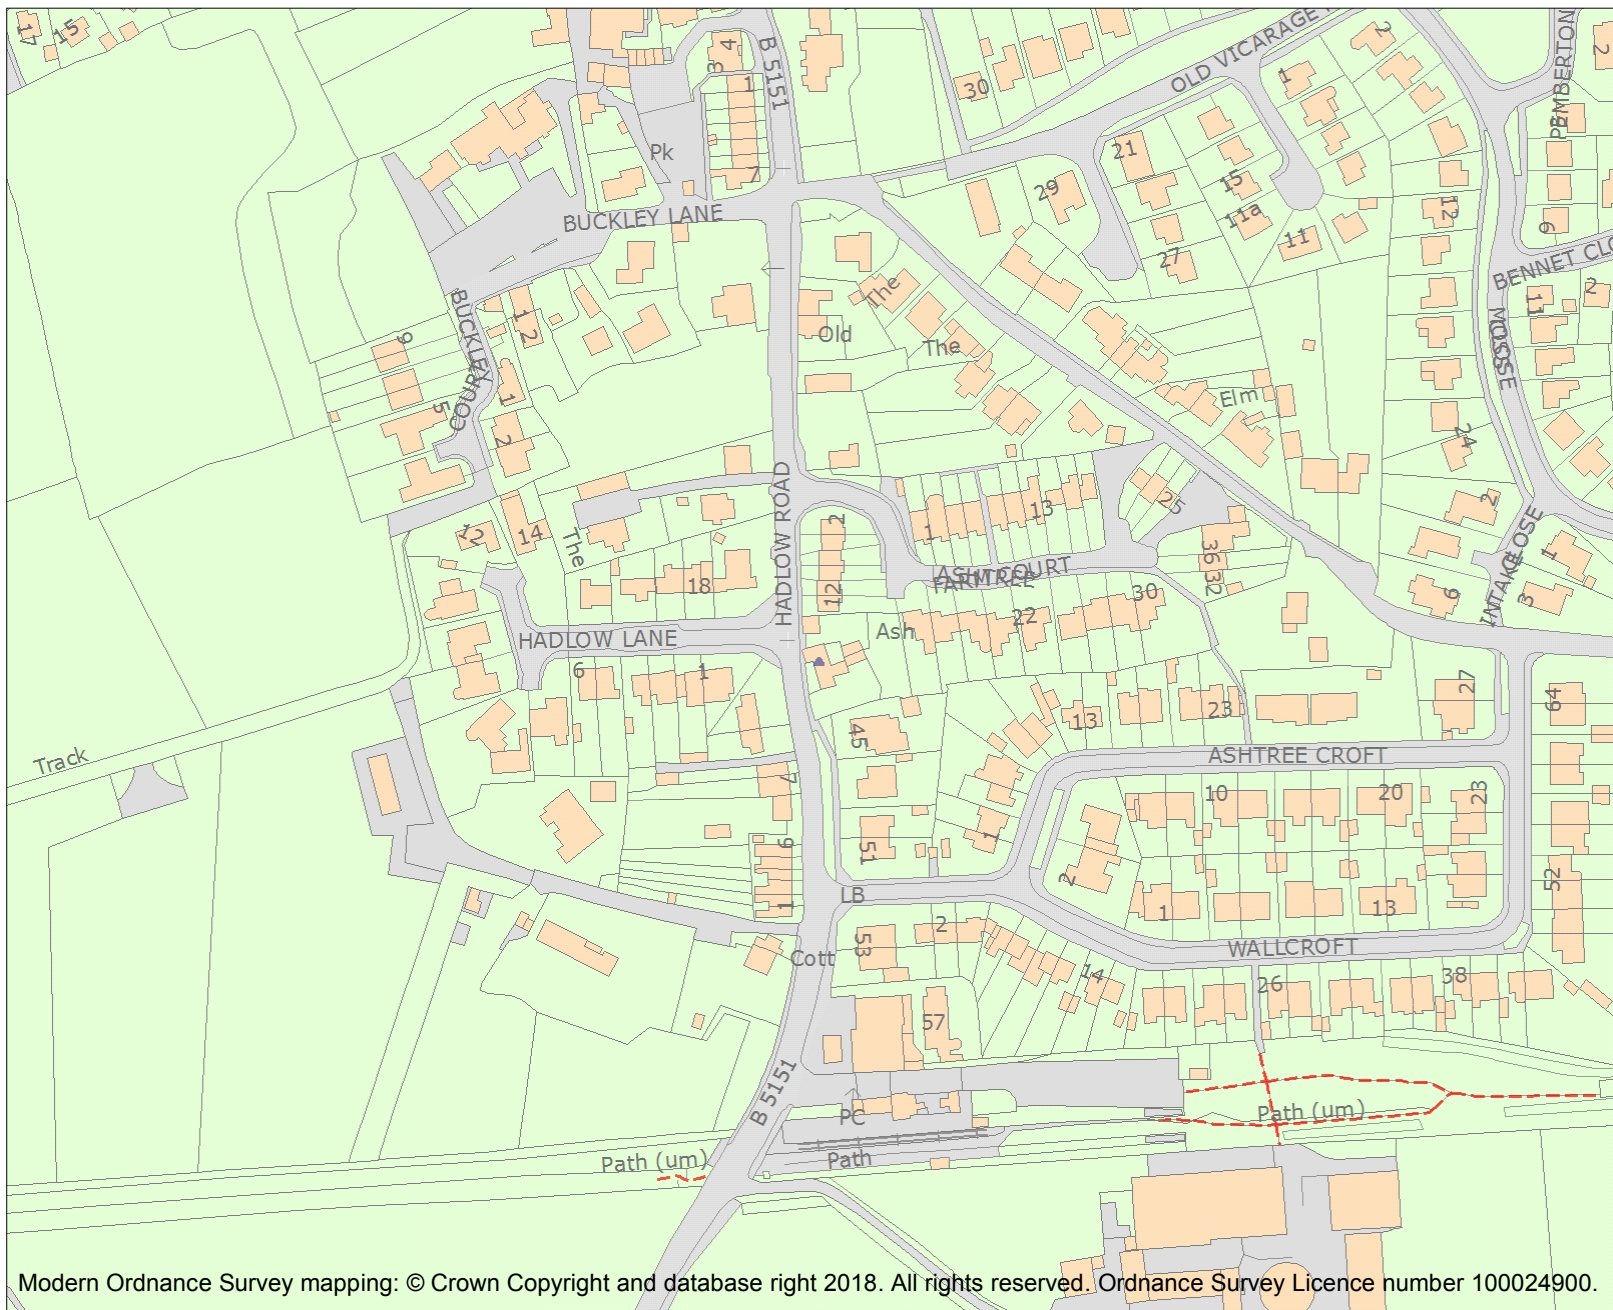 17
15
3
4
B 5151
1
30
OLD VICARAGE
2
1
PEMBERTON
2
Pk
7
21
29
15
11a
11
12
9
BUCKLEY LANE
27
BENNET CLO
2
11
The
Old
The
BUCKLEY
COURT
1
2
9
5
1
2
Elm
24
MOSS
CLOSE
2
25
13
1
HADLOW ROAD
2
12
14
The
12
18
ASH COURT
36
32
30
22
Ash
INTAKE
CLOSE
1
3
6
HADLOW LANE
6
1
27
64
13
23
45
ASHTREE CROFT
Track
7
10
20
23
51
1
2
9
1
LB
1
13
52
53
2
Cott
14
WALLCROFT
26
38
57
B 5151
PC
Path (um)
Path (um)
Path
Modern Ordnance Survey mapping: © Crown Copyright and database right 2018. All rights reserved. Ordnance Survey Licence number 100024900.